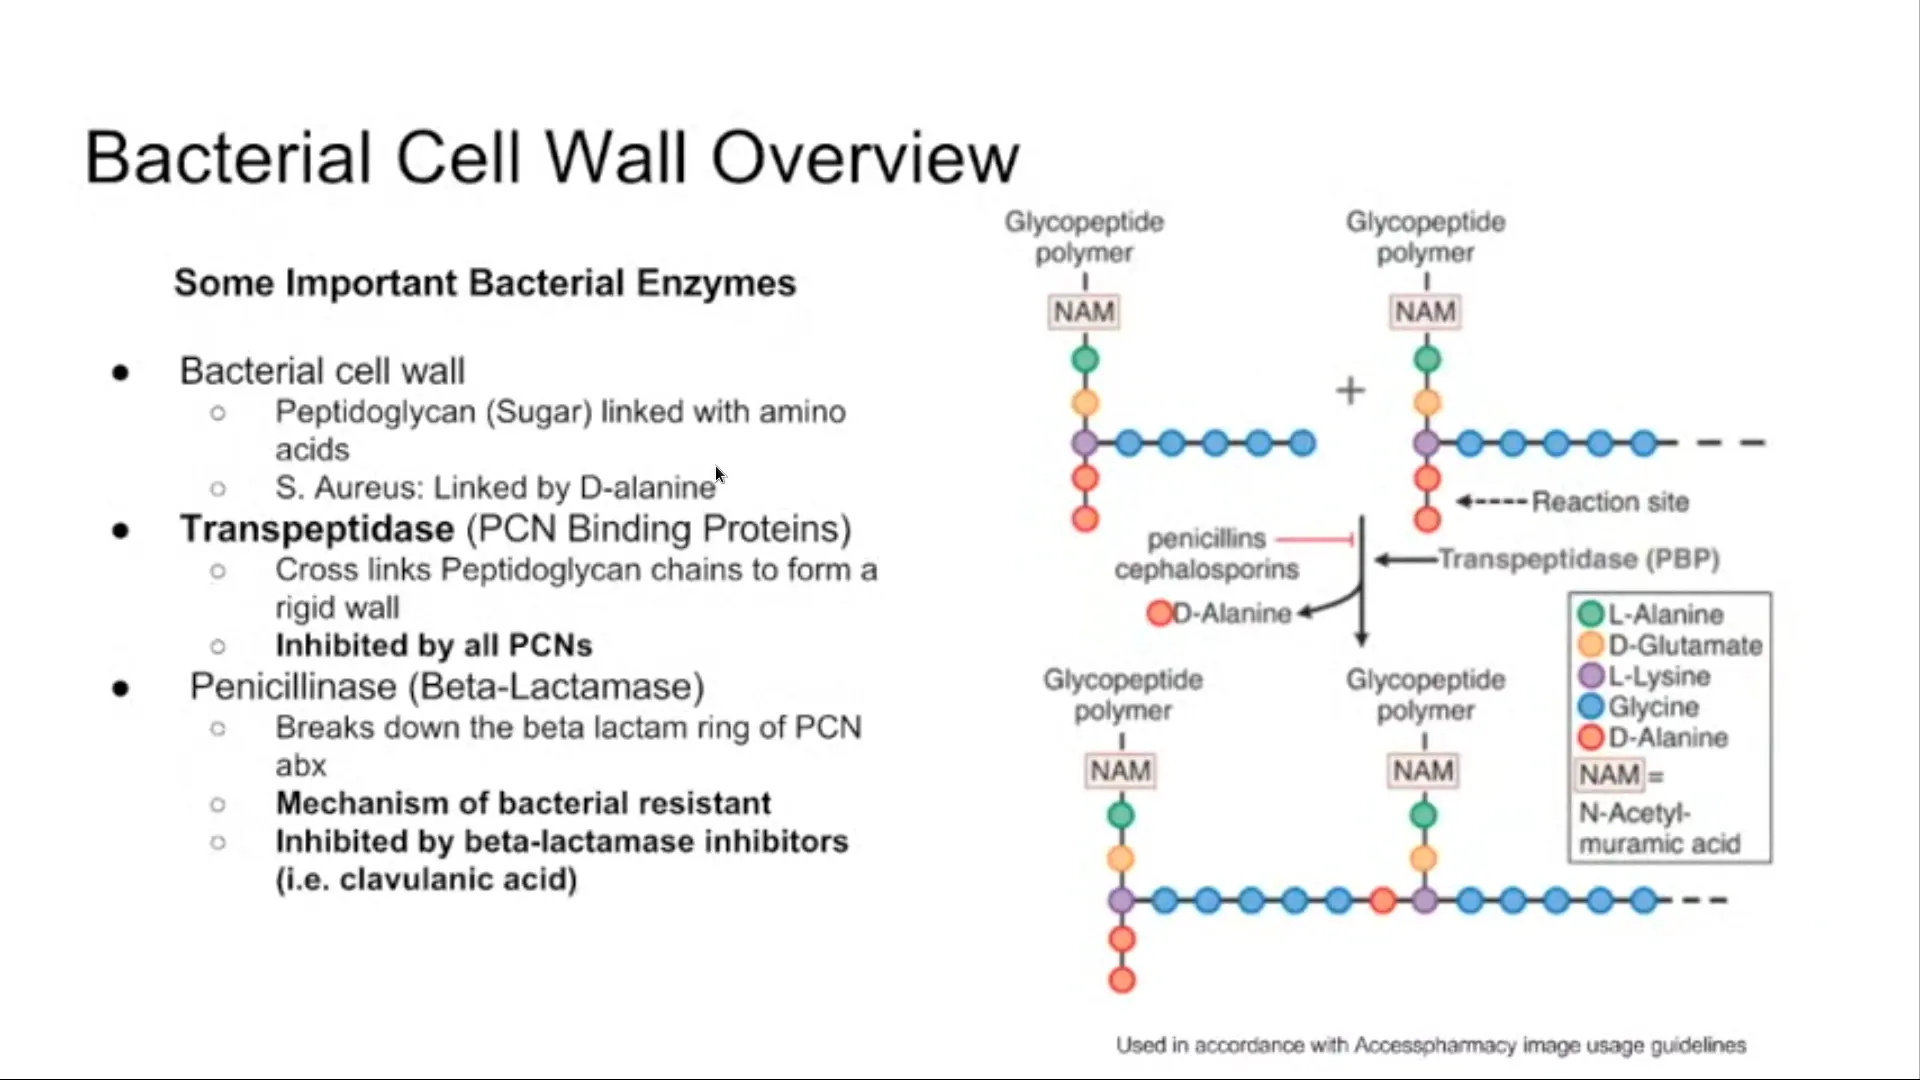 Bacterial Cell Wall Overview
Some Important Bacterial Enzymes
● Bacterial cell wall
○ Peptidoglycan (Sugar) linked with amino
acids
○ S. Aureus: Linked by D-alanine
● Transpeptidase (PCN Binding Proteins)
○ Cross links Peptidoglycan chains to form a
rigid wall
○ Inhibited by all PCNs
● Penicillinase (Beta-Lactamase)
○ Breaks down the beta lactam ring of PCN
abx
○ Mechanism of bacterial resistant
○ Inhibited by beta-lactamase inhibitors
(i.e. clavulanic acid)
Glycopeptide
polymer
NAM
Glycopeptide
polymer
NAM
+
Reaction site
penicillins
cephalosporins
Transpeptidase (PBP)
D-Alanine
Glycopeptide
polymer
NAM
Glycopeptide
polymer
NAM
L-Alanine
D-Glutamate
L-Lysine
Glycine
D-Alanine
NAM =
N-Acetyl-
muramic acid
Used in accordance with Accesspharmacy image usage guidelines